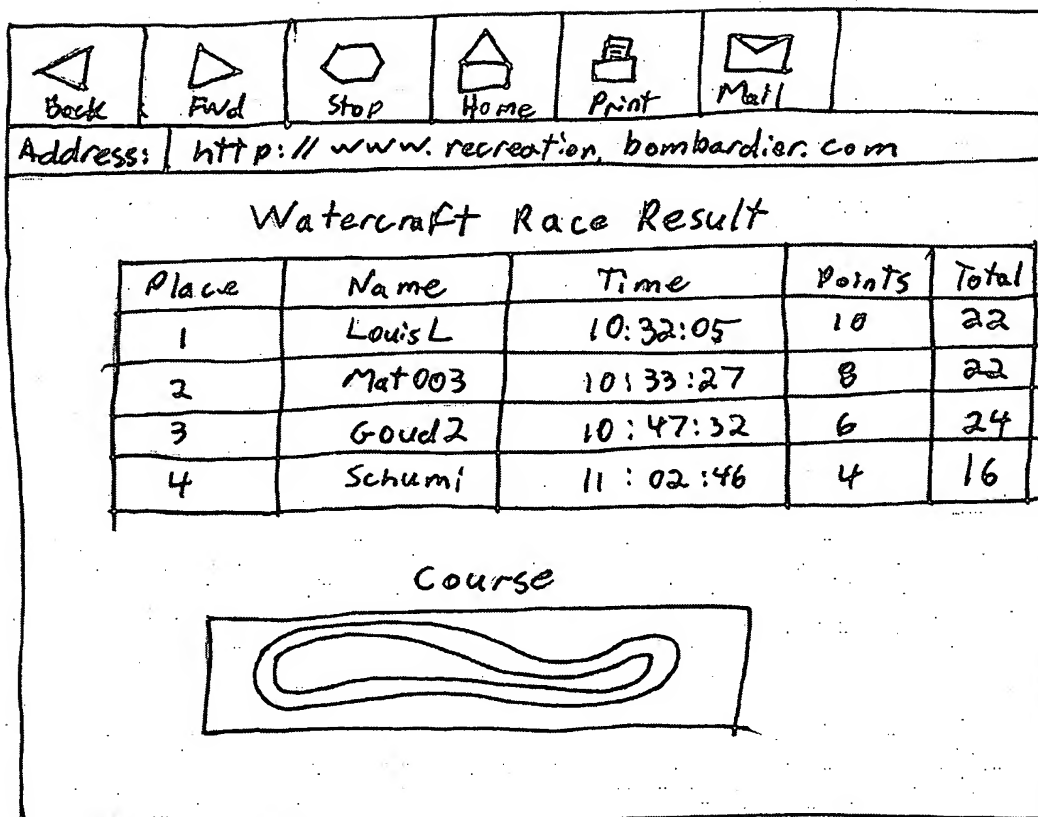 Back Fwd Stop Home Print Mail
Address: http://www.recreation.bombardier.com
Watercraft Race Result
Place Name Time Points Total
1 LouisL 10:32:05 10 22
2 Mat003 10:33:27 8 22
3 Goud2 10:47:32 6 24
4 Schumi 11:02:46 4 16
Course